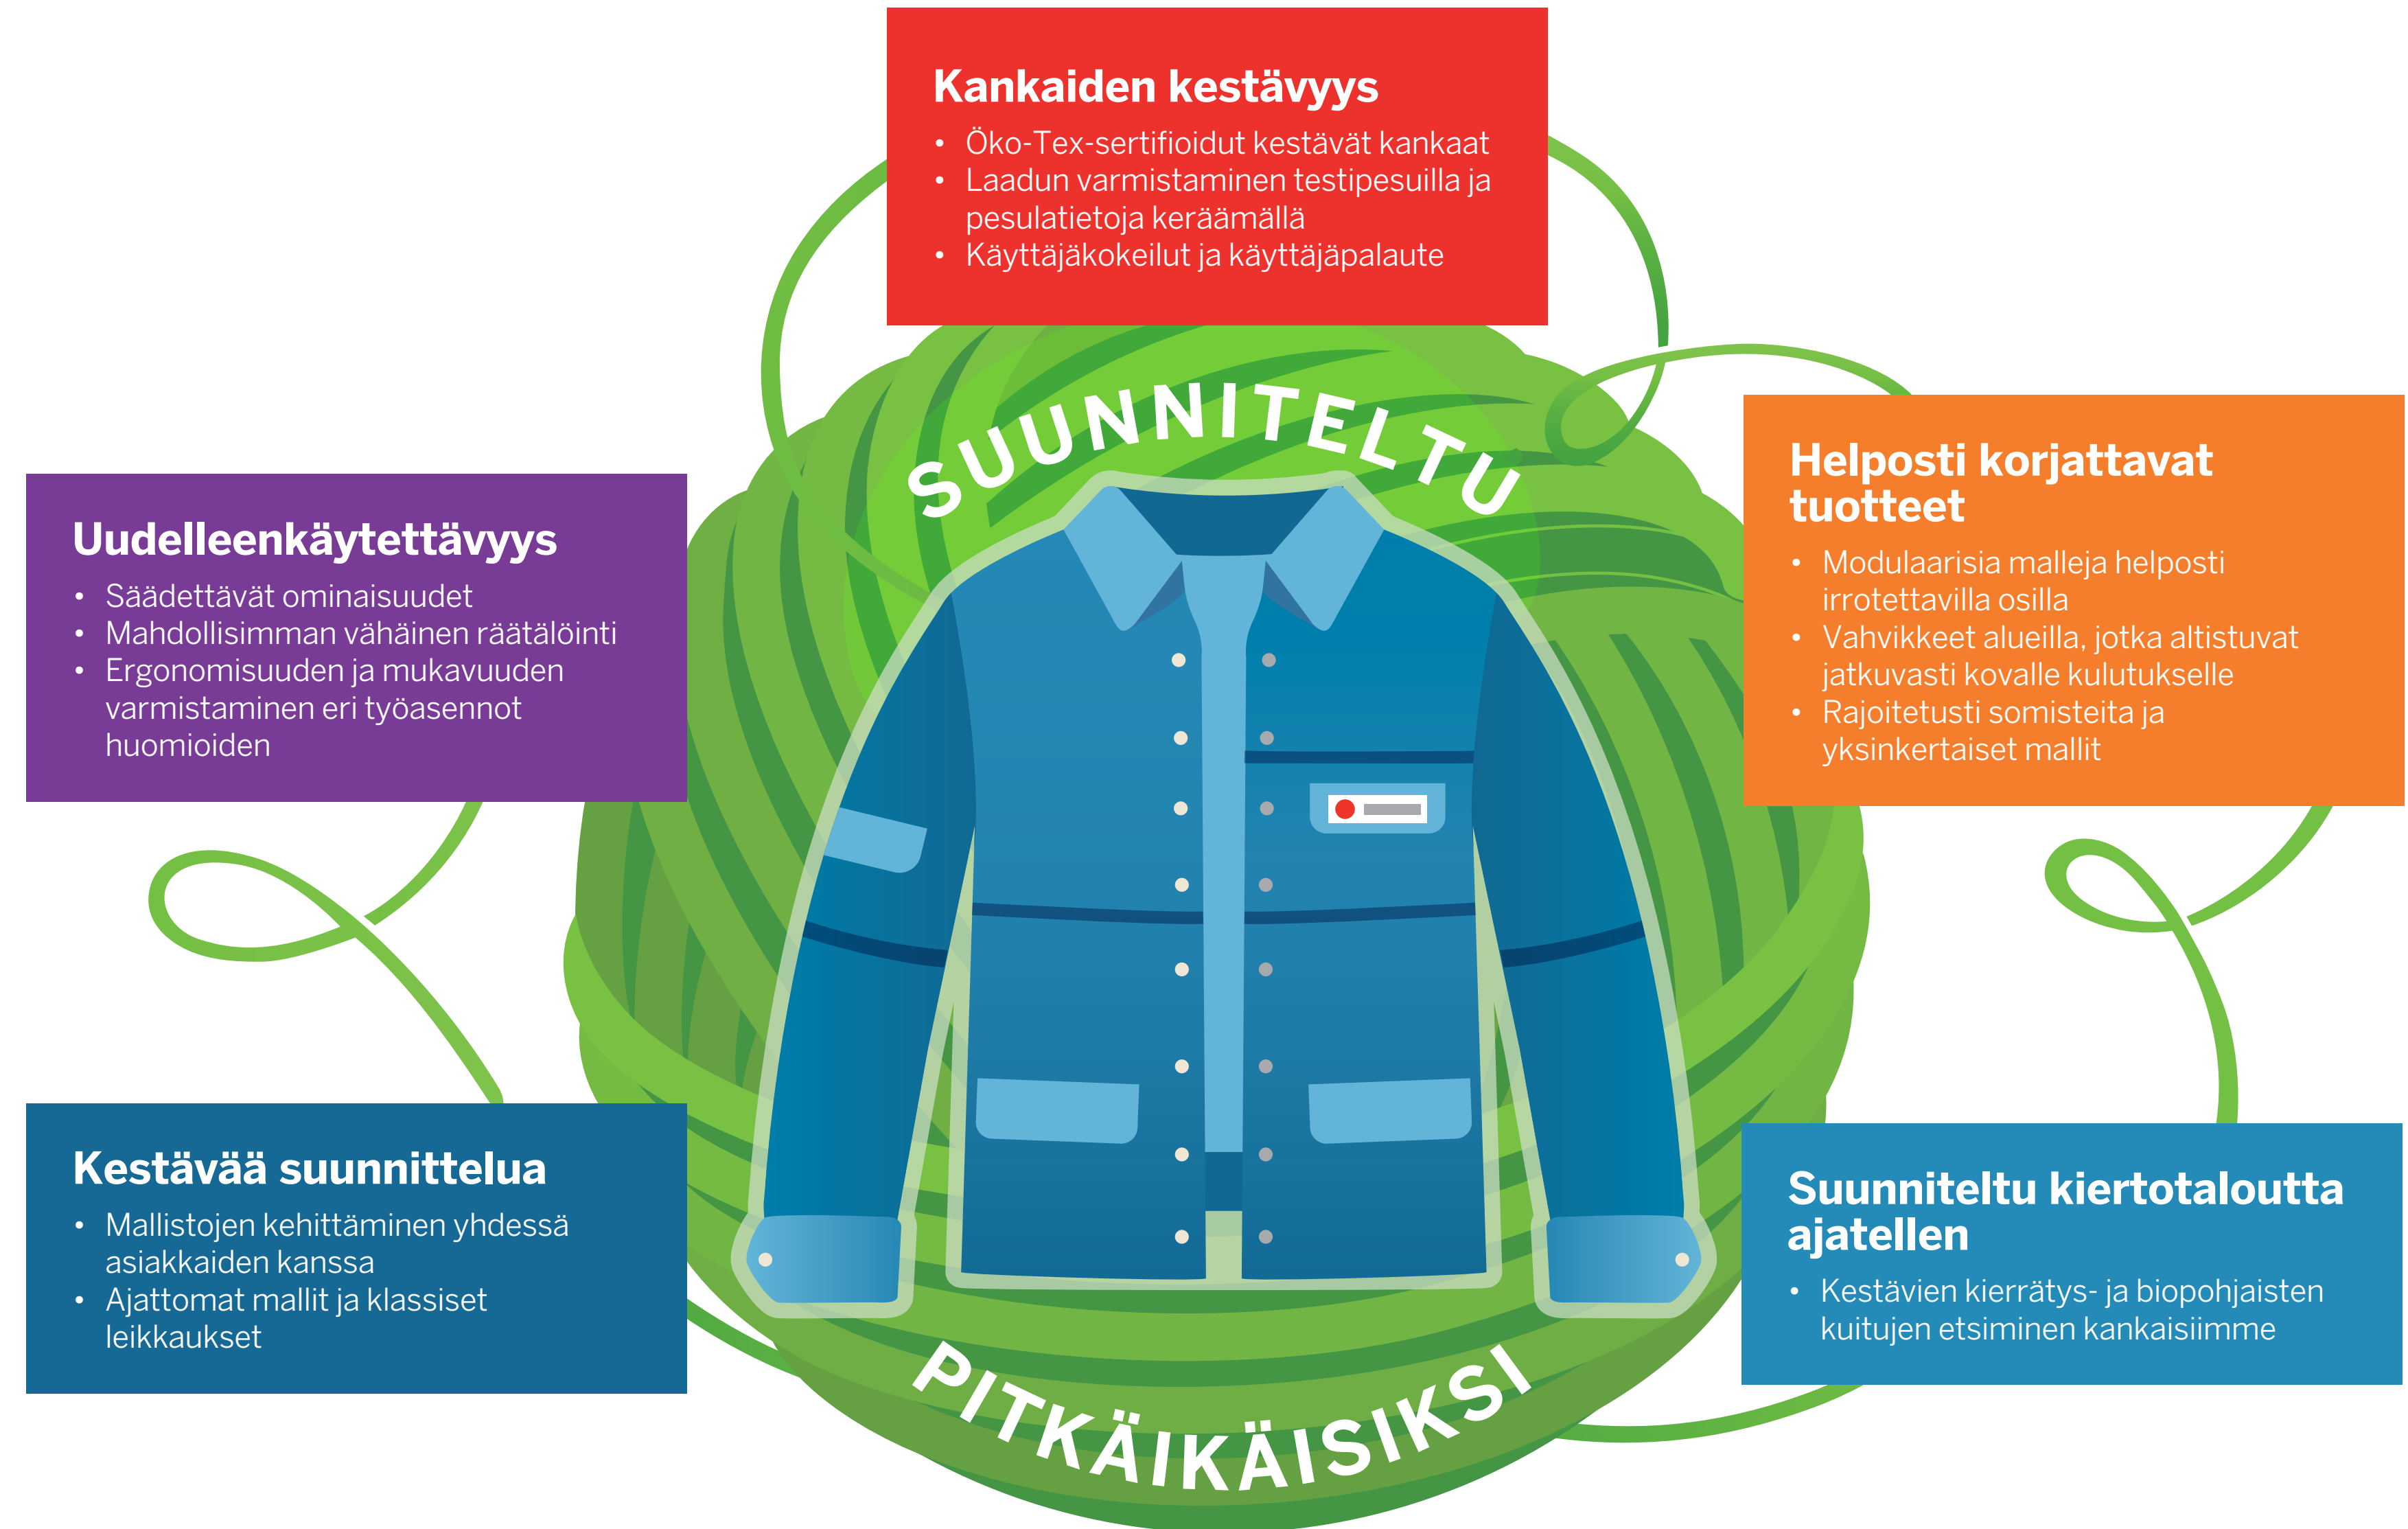 Kankaiden kestävyys
• Öko-Tex-sertifioidut kestävät kankaat
• Laadun varmistaminen testipesuilla ja
pesulatietoja keräämällä
• Käyttäjäkokeilut ja käyttäjäpalaute
SUUNNITELTU
Uudelleenkäytettävyys
• Säädettävät ominaisuudet
• Mahdollisimman vähäinen räätälöinti
• Ergonomisuuden ja mukavuuden
varmistaminen eri työasennot
huomioiden
Helposti korjattavat
tuotteet
• Modulaarisia malleja helposti
irrotettavilla osilla
• Vahvikkeet alueilla, jotka altistuvat
jatkuvasti kovalle kulutukselle
• Rajoitetusti somisteita ja
yksinkertaiset mallit
Kestävää suunnittelua
• Mallistojen kehittäminen yhdessä
asiakkaiden kanssa
• Ajattomat mallit ja klassiset
leikkaukset
Suunniteltu kiertotaloutta
ajatellen
• Kestävien kierrätys- ja biopohjaisten
kuitujen etsiminen kankaisiimme
PITKÄIKÄISIKSI